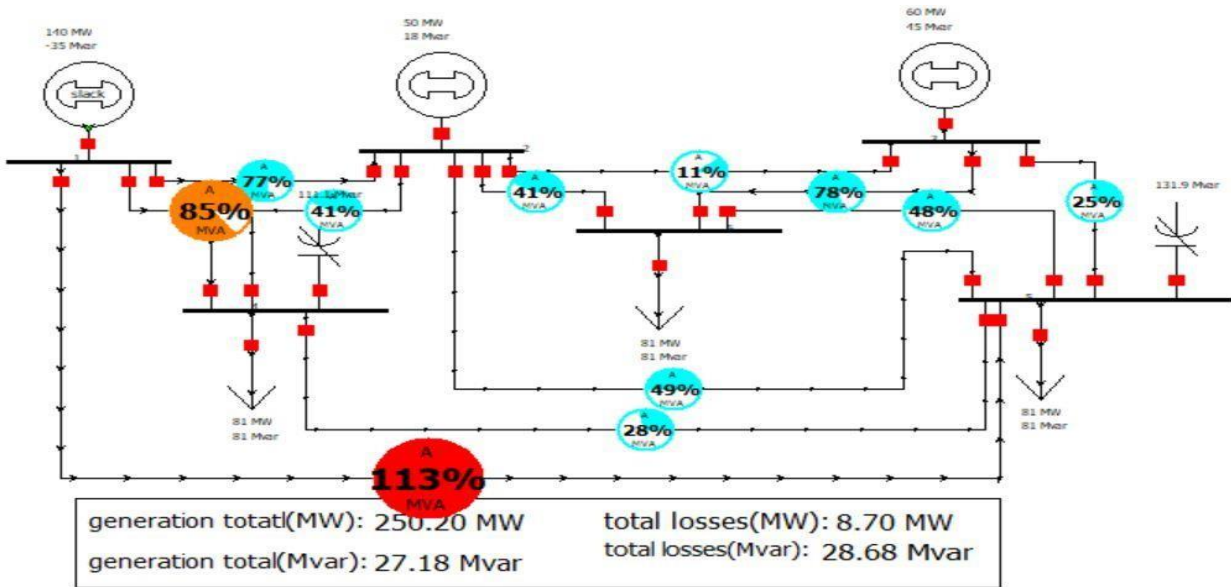 60 MW
45 Mvar
50 MW
18 Mvar
140 MW
-35 Mvar
slack
1
2
3
A
77%
MVA
A
11%
MVA
A
85%
MVA
111.1 Mvar
A
41%
MVA
A
41%
MVA
A
78%
MVA
A
48%
MVA
A
25%
MVA
131.9 Mvar
4
5
81 MW
81 Mvar
A
49%
MVA
81 MW
81 Mvar
81 MW
81 Mvar
A
28%
MVA
A
113%
MVA
generation totatl(MW): 250.20 MW
total losses(MW): 8.70 MW
generation total(Mvar): 27.18 Mvar
total losses(Mvar): 28.68 Mvar